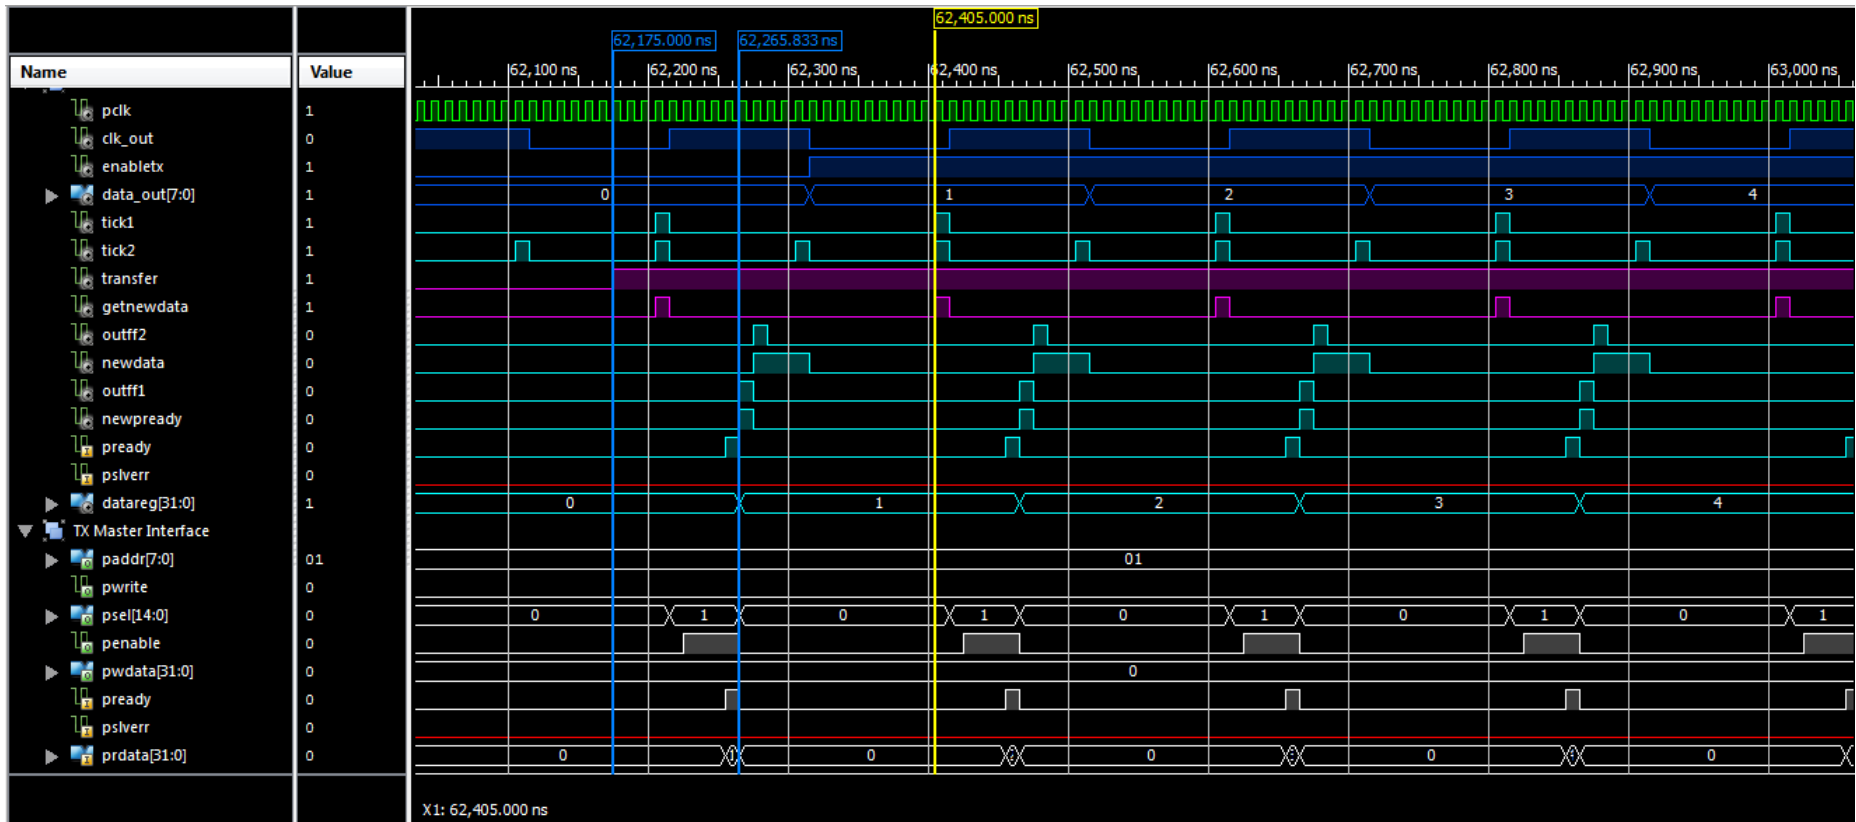 62,405.000 ns
62,175.000 ns 62,265.833 ns
Name Value 62,100 ns 62,200 ns 62,300 ns 62,400 ns 62,500 ns 62,600 ns 62,700 ns 62,800 ns 62,900 ns 63,000 ns
pclk 1
clk_out 0
enabletx 1
data_out[7:0] 1 0 1 2 3 4
tick1 1
tick2 1
transfer 1
getnewdata 1
outff2 0
newdata 0
outff1 0
newpready 0
pready 0
pslverr 0
datareg[31:0] 1 0 1 2 3 4
TX Master Interface
paddr[7:0] 01 01
pwrite 0
psel[14:0] 0 0 1 0 1 0 1 0 1 0 1
penable 0
pwdata[31:0] 0 0
pready 0
pslverr 0
prdata[31:0] 0 0 1 0 0 0 0
X1: 62,405.000 ns